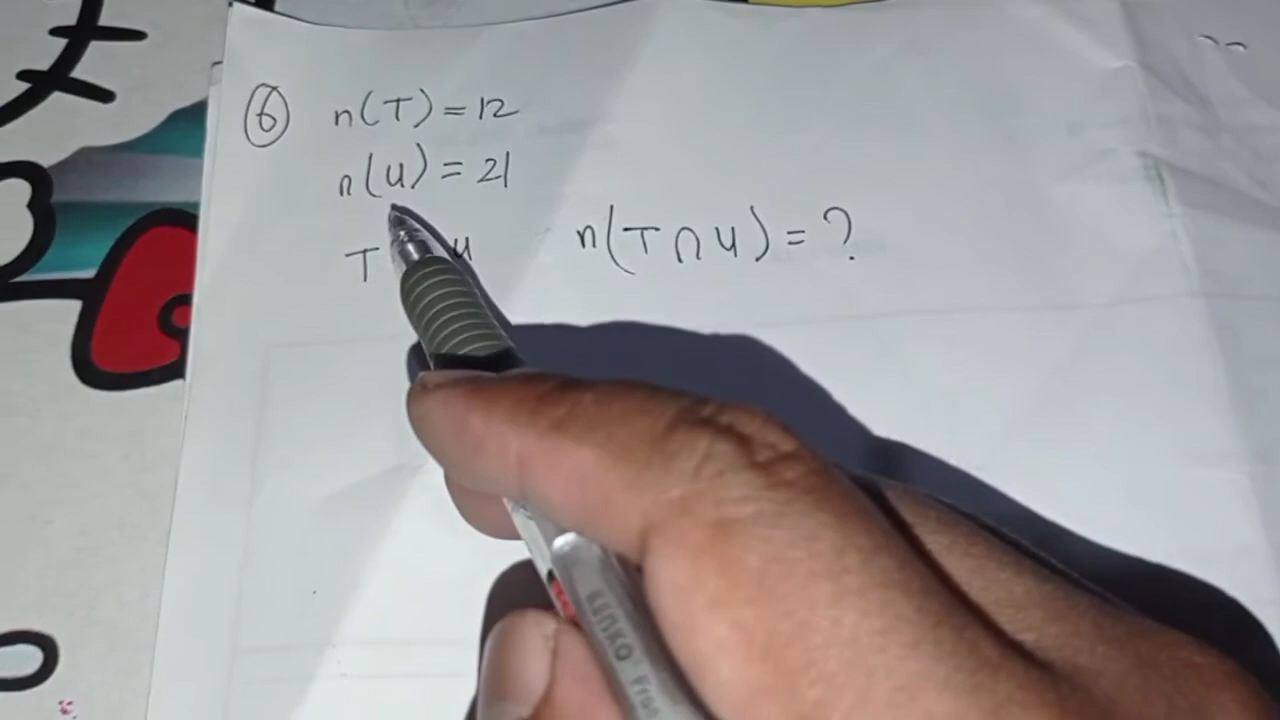 6 n(T) = 12
n(U) = 21
T U n(T ∩ U) = ?
KENKO